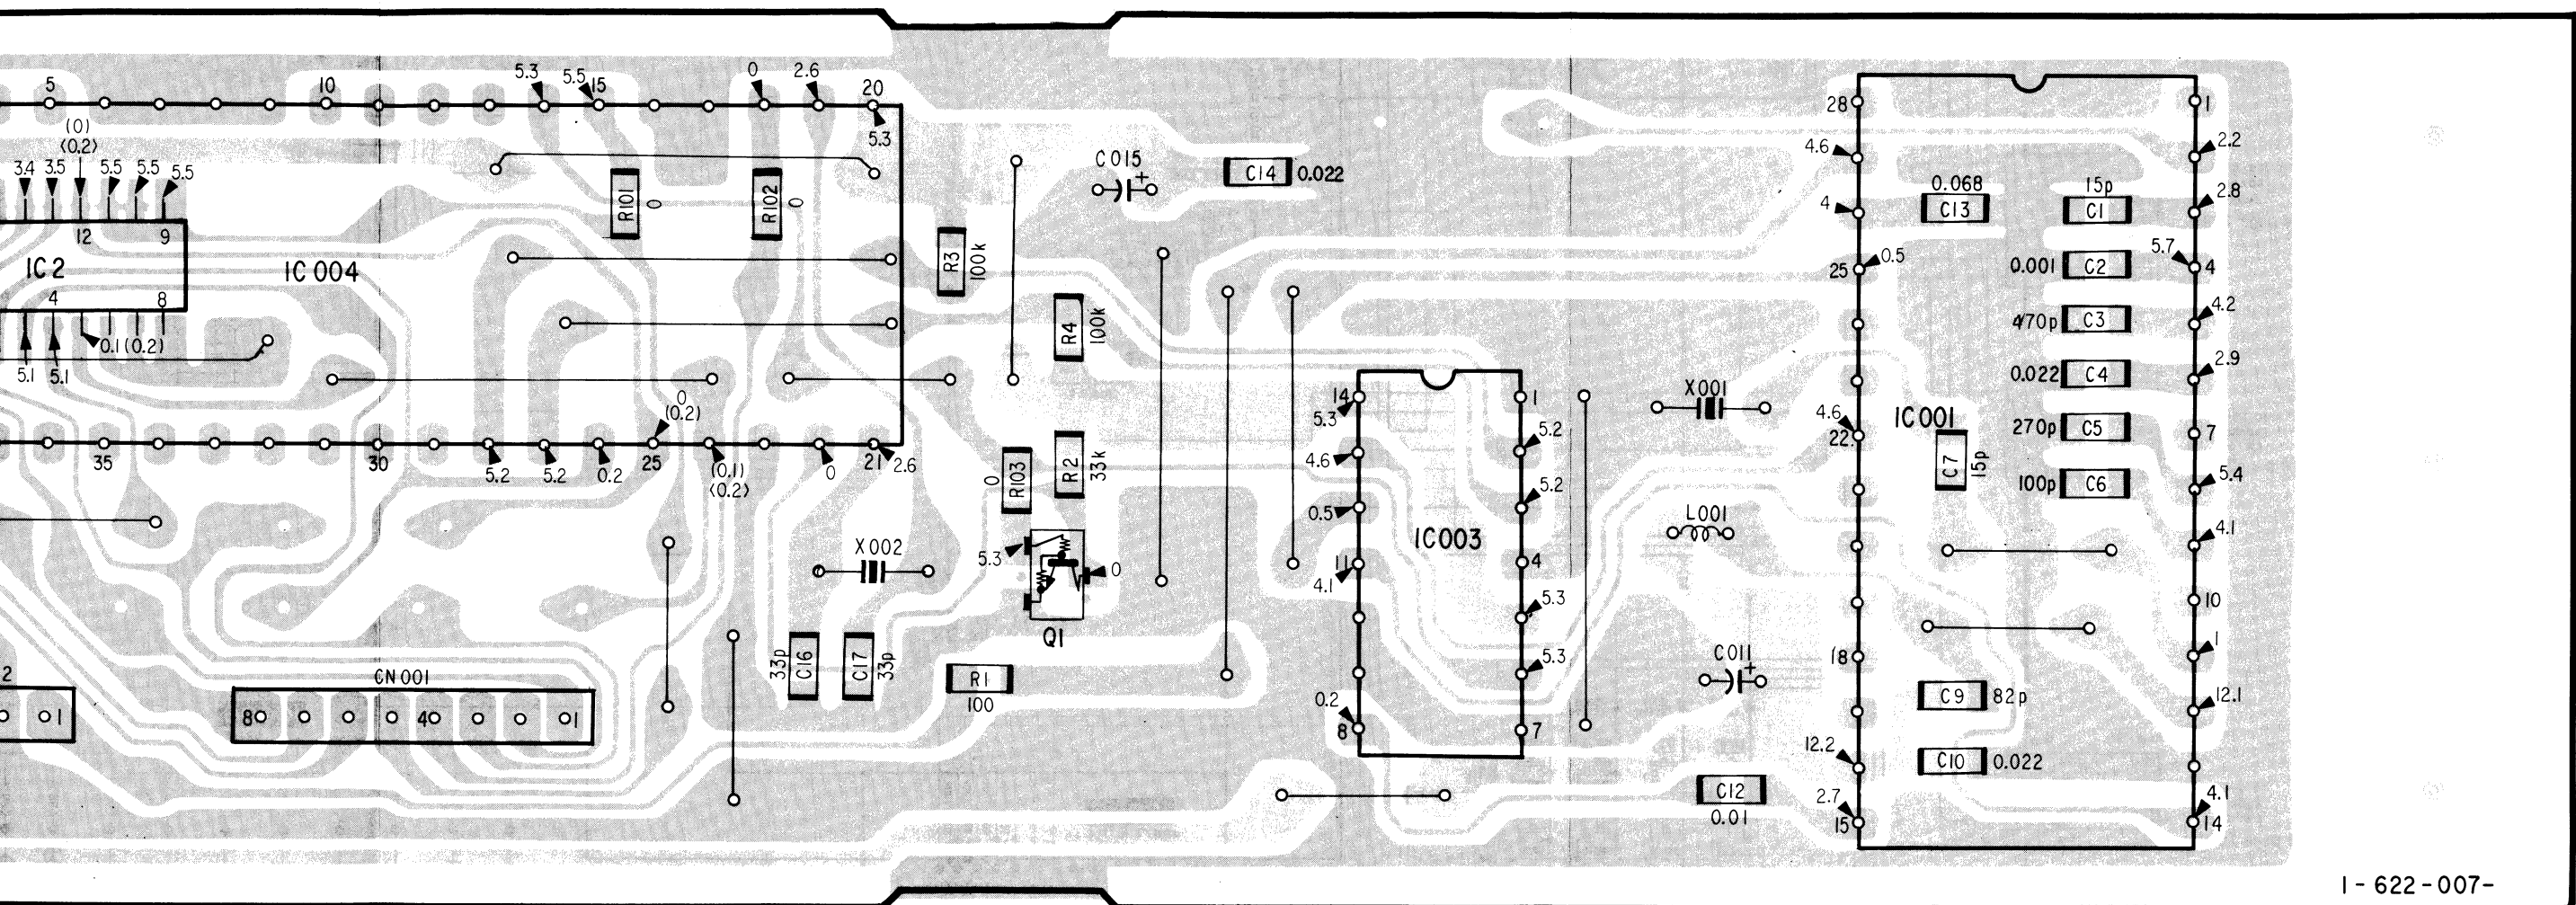 5
10
5.3
5.5
15
0
2.6
20
5.3
(0)
⟨0.2⟩
3.4
3.5
5.5
5.5
5.5
12
9
IC2
IC004
4
8
0.1(0.2)
5.1
5.1
R101
0
R102
0
R3
100k
C015
+
C14
0.022
R4
100k
0
(0.2)
35
30
5.2
5.2
0.2
25
(0.1)
⟨0.2⟩
0
21
2.6
0
R103
R2
33k
X002
5.3
0
Q1
33p
C16
C17
33p
R1
100
2
1
CN001
8
4
1
14
5.3
1
5.2
4.6
5.2
0.5
IC003
11
4.1
4
5.3
5.3
0.2
8
7
X001
L001
C011
+
C12
0.01
28
1
4.6
2.2
0.068
C13
15p
C1
2.8
4
25
0.5
0.001
C2
5.7
4
470p
C3
4.2
0.022
C4
2.9
4.6
22
IC001
270p
C5
7
C7
15p
100p
C6
5.4
4.1
10
18
1
C9
82p
12.1
12.2
C10
0.022
2.7
15
4.1
14
1-622-007-